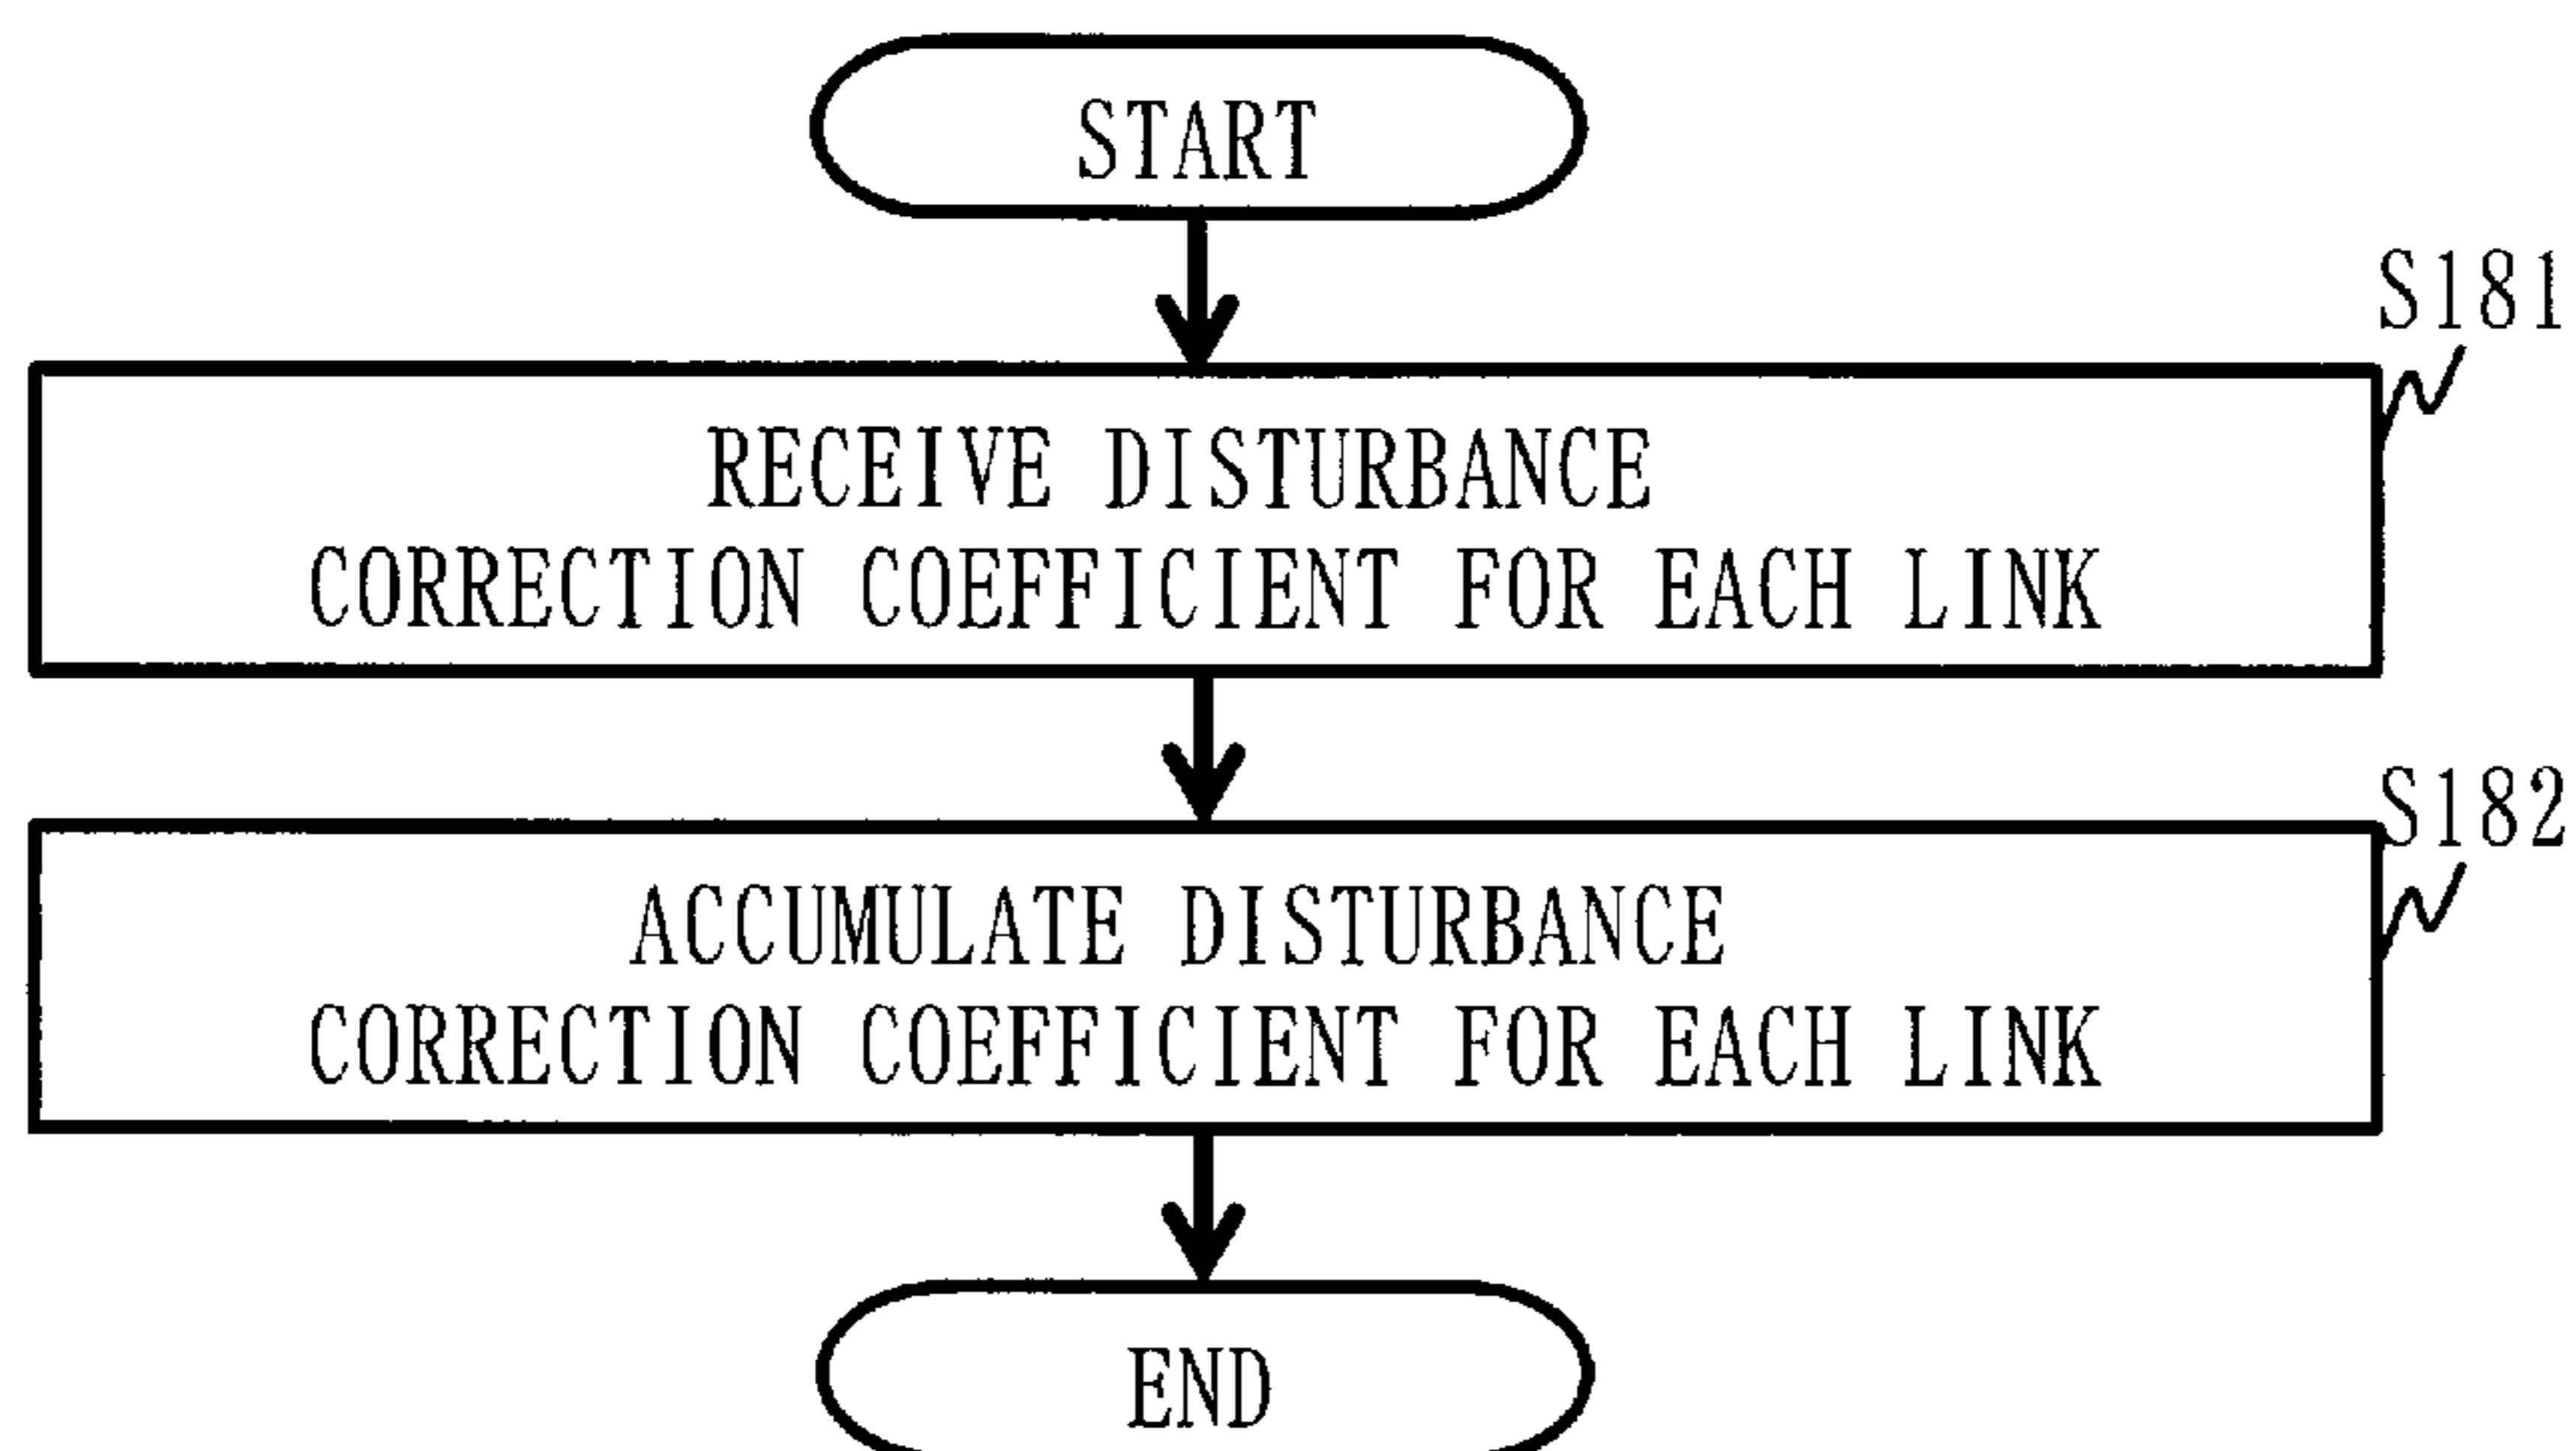 START
S181
RECEIVE DISTURBANCE
CORRECTION COEFFICIENT FOR EACH LINK
S182
ACCUMULATE DISTURBANCE
CORRECTION COEFFICIENT FOR EACH LINK
END